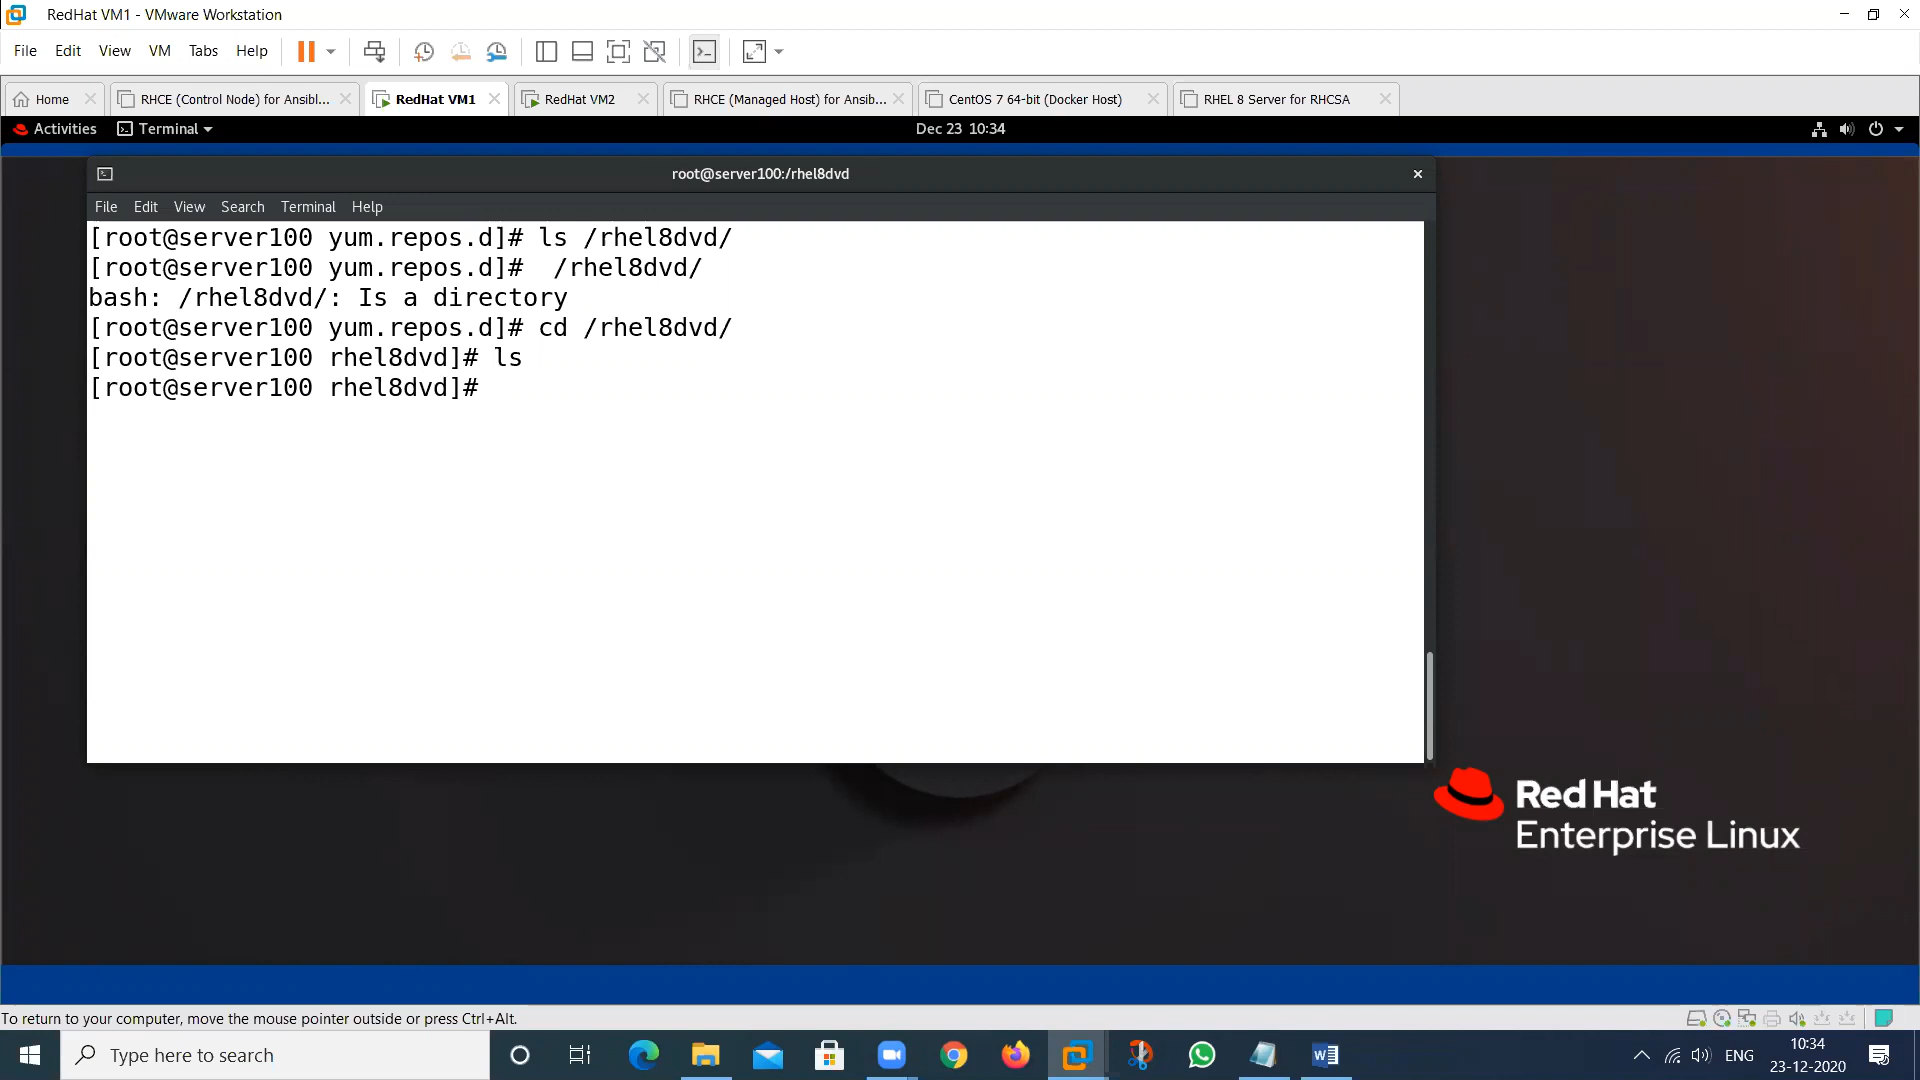 RedHat VM1 - VMware Workstation
File Edit View VM Tabs Help
Home RHCE (Control Node) for Ansibl... RedHat VM1 RedHat VM2 RHCE (Managed Host) for Ansib... CentOS 7 64-bit (Docker Host) RHEL 8 Server for RHCSA
Activities Terminal Dec 23 10:34
root@server100:/rhel8dvd
File Edit View Search Terminal Help
[root@server100 yum.repos.d]# ls /rhel8dvd/
[root@server100 yum.repos.d]#  /rhel8dvd/
bash: /rhel8dvd/: Is a directory
[root@server100 yum.repos.d]# cd /rhel8dvd/
[root@server100 rhel8dvd]# ls
[root@server100 rhel8dvd]#
Red Hat
Enterprise Linux
To return to your computer, move the mouse pointer outside or press Ctrl+Alt.
Type here to search
ENG
10:34
23-12-2020